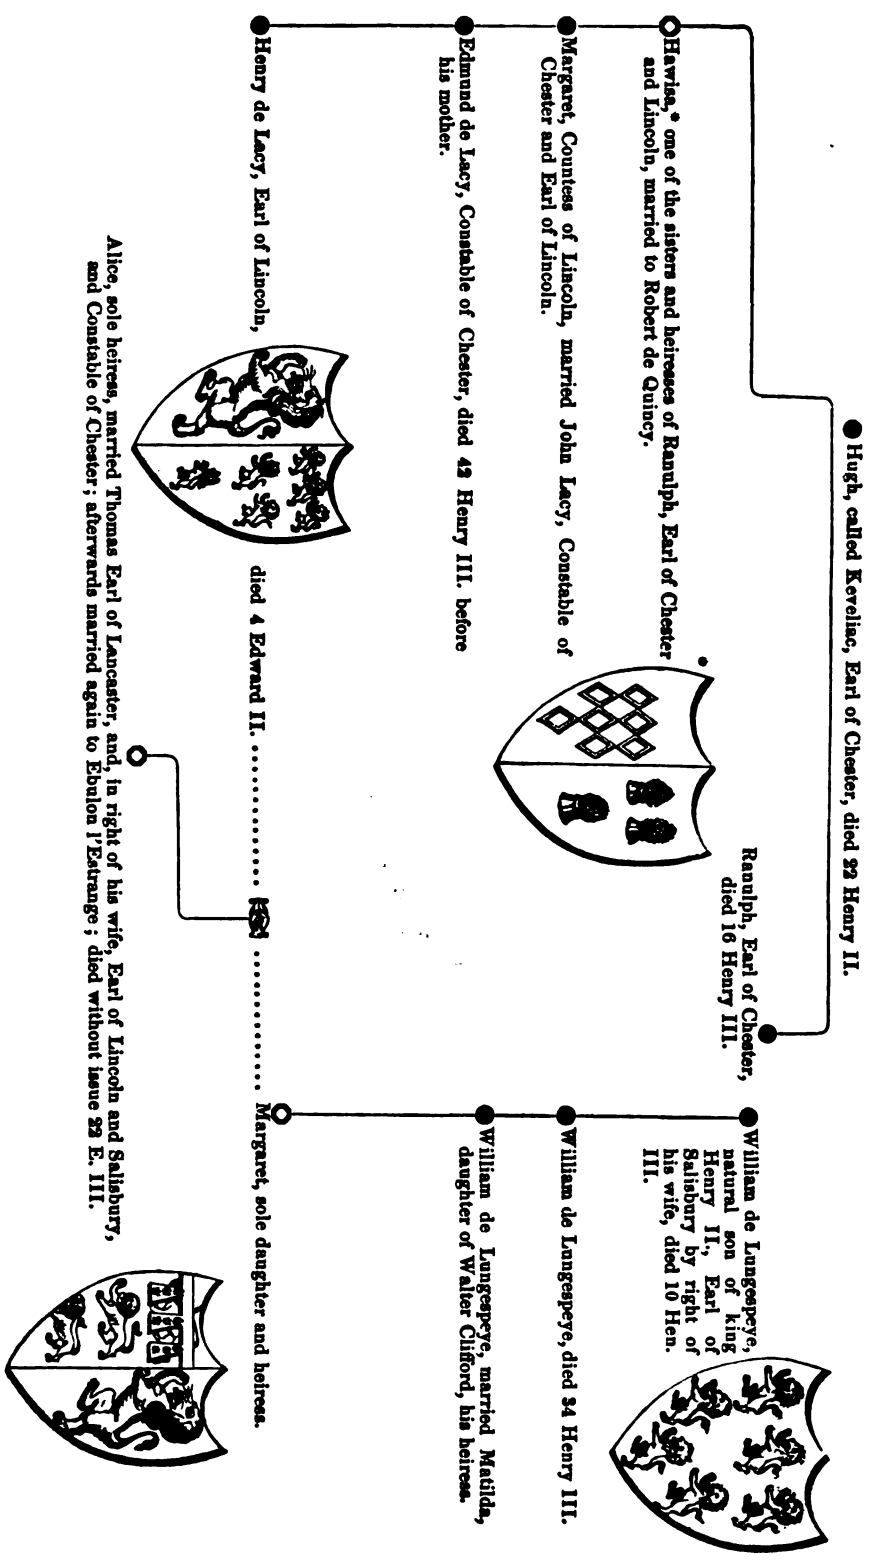 Hugh, called Keveliac, Earl of Chester, died 22 Henry II.
Ranulph, Earl of Chester,
died 16 Henry III.
Hawisa,* one of the sisters and heiresses of Ranulph, Earl of Chester
and Lincoln, married to Robert de Quincy.
*
Margaret, Countess of Lincoln, married John Lacy, Constable of
Chester and Earl of Lincoln.
Edmund de Lacy, Constable of Chester, died 42 Henry III. before
his mother.
William de Lungespeye,
natural son of king
Henry II., Earl of
Salisbury by right of
his wife, died 10 Hen.
III.
William de Lungespeye, died 34 Henry III.
William de Lungespeye, married Matilda,
daughter of Walter Clifford, his heiress.
Henry de Lacy, Earl of Lincoln, died 4 Edward II. .............. .............. Margaret, sole daughter and heiress.
Alice, sole heiress, married Thomas Earl of Lancaster, and, in right of his wife, Earl of Lincoln and Salisbury,
and Constable of Chester; afterwards married again to Ebulon l'Estrange; died without issue 22 E. III.